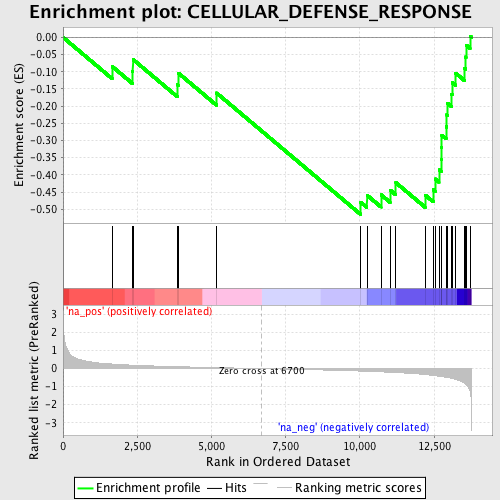 Enrichment plot: CELLULAR_DEFENSE_RESPONSE
Enrichment score (ES)
0.00
-0.05
-0.10
-0.15
-0.20
-0.25
-0.30
-0.35
-0.40
-0.45
-0.50
'na_pos' (positively correlated)
Ranked list metric (PreRanked)
3
2
1
0
-1
-2
-3
Zero cross at 6700
'na_neg' (negatively correlated)
0
2,500
5,000
7,500
10,000
12,500
Rank in Ordered Dataset
Enrichment profile
Hits
Ranking metric scores